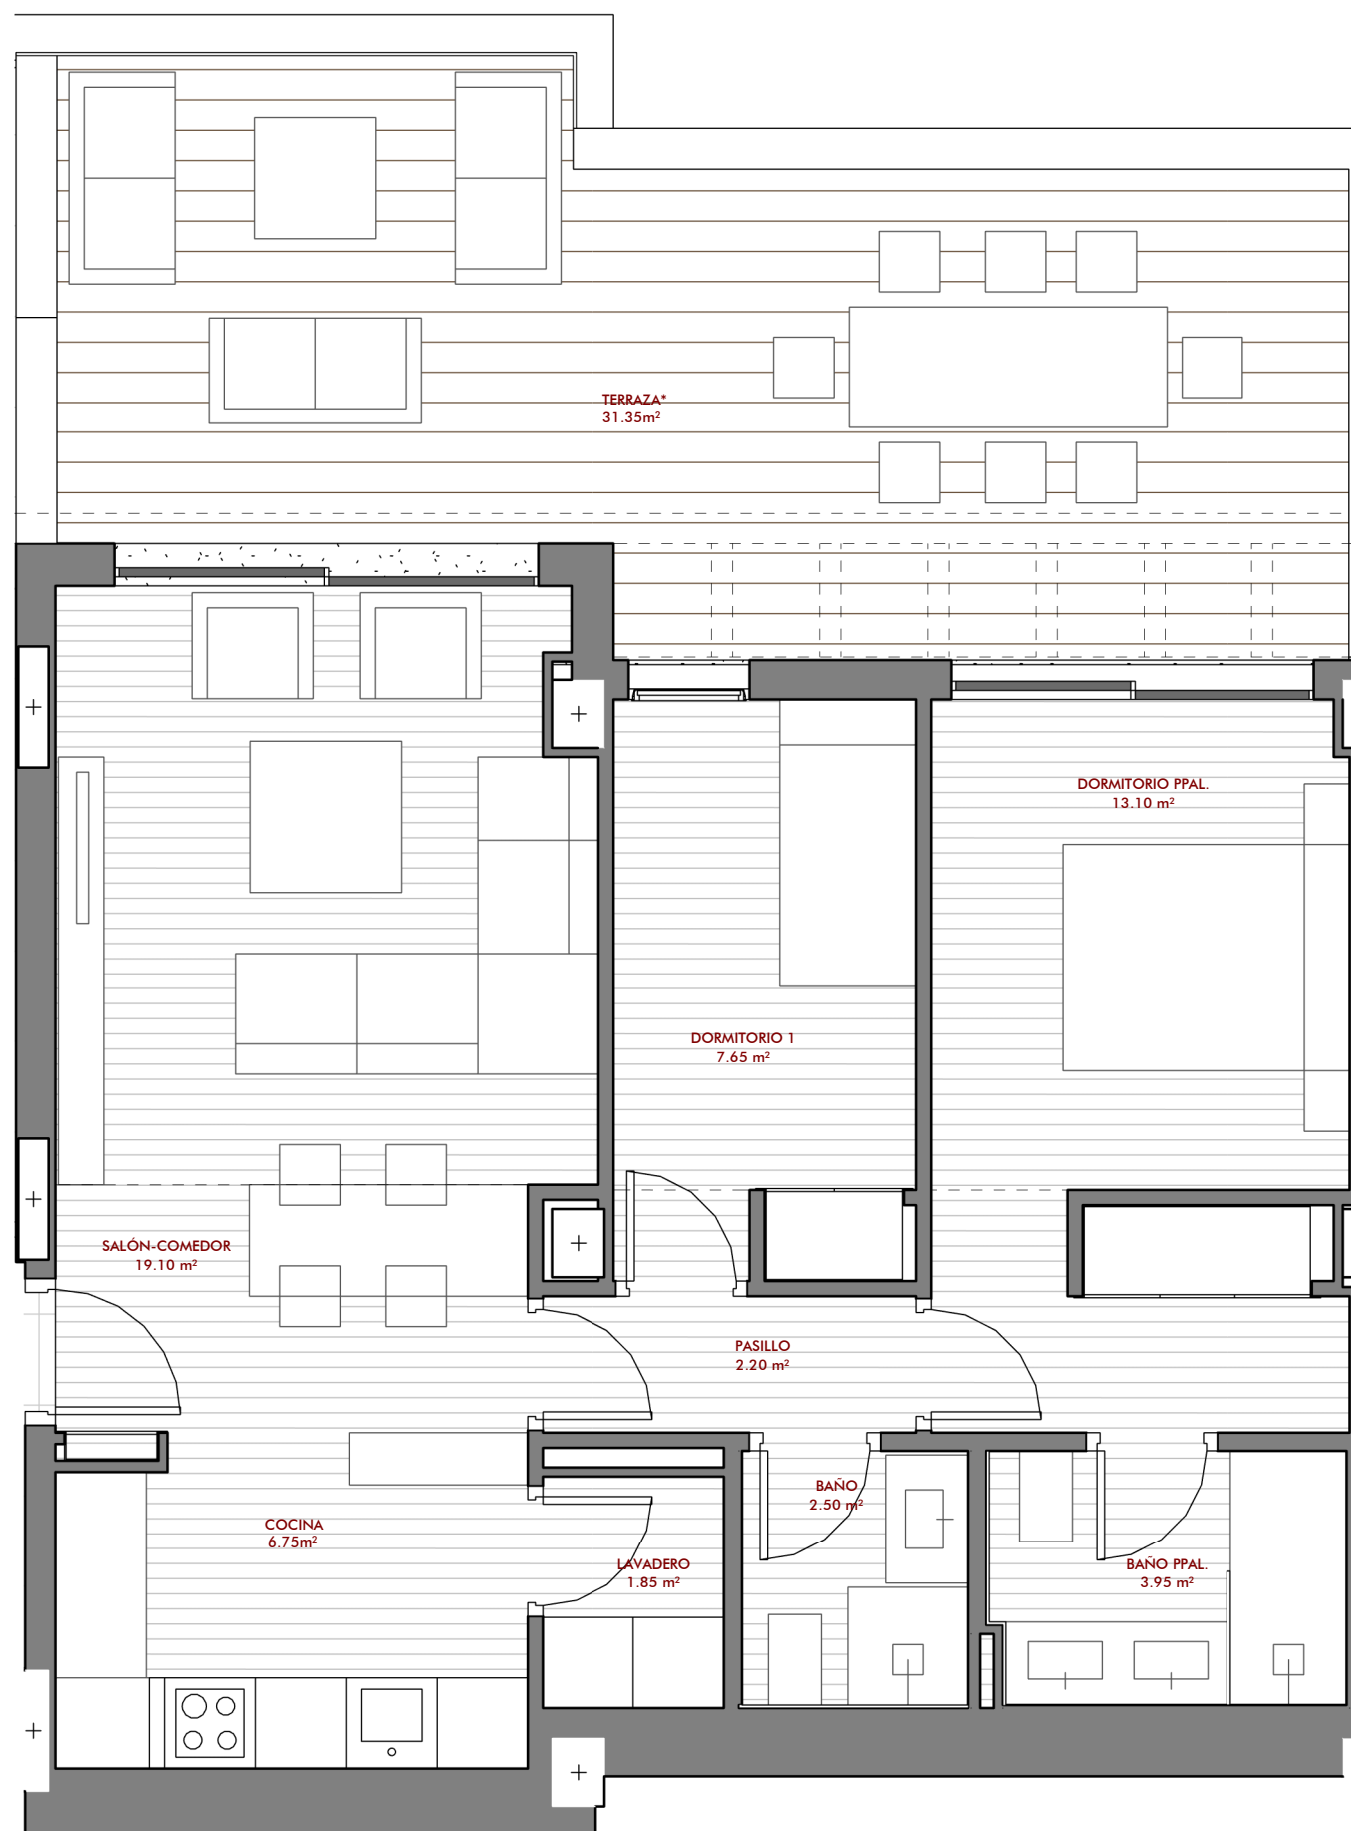 TERRAZA*
31.35m²
DORMITORIO PPAL.
13.10 m²
DORMITORIO 1
7.65 m²
SALÓN-COMEDOR
19.10 m²
PASILLO
2.20 m²
BAÑO
2.50 m²
COCINA
6.75m²
LAVADERO
1.85 m²
BAÑO PPAL.
3.95 m²